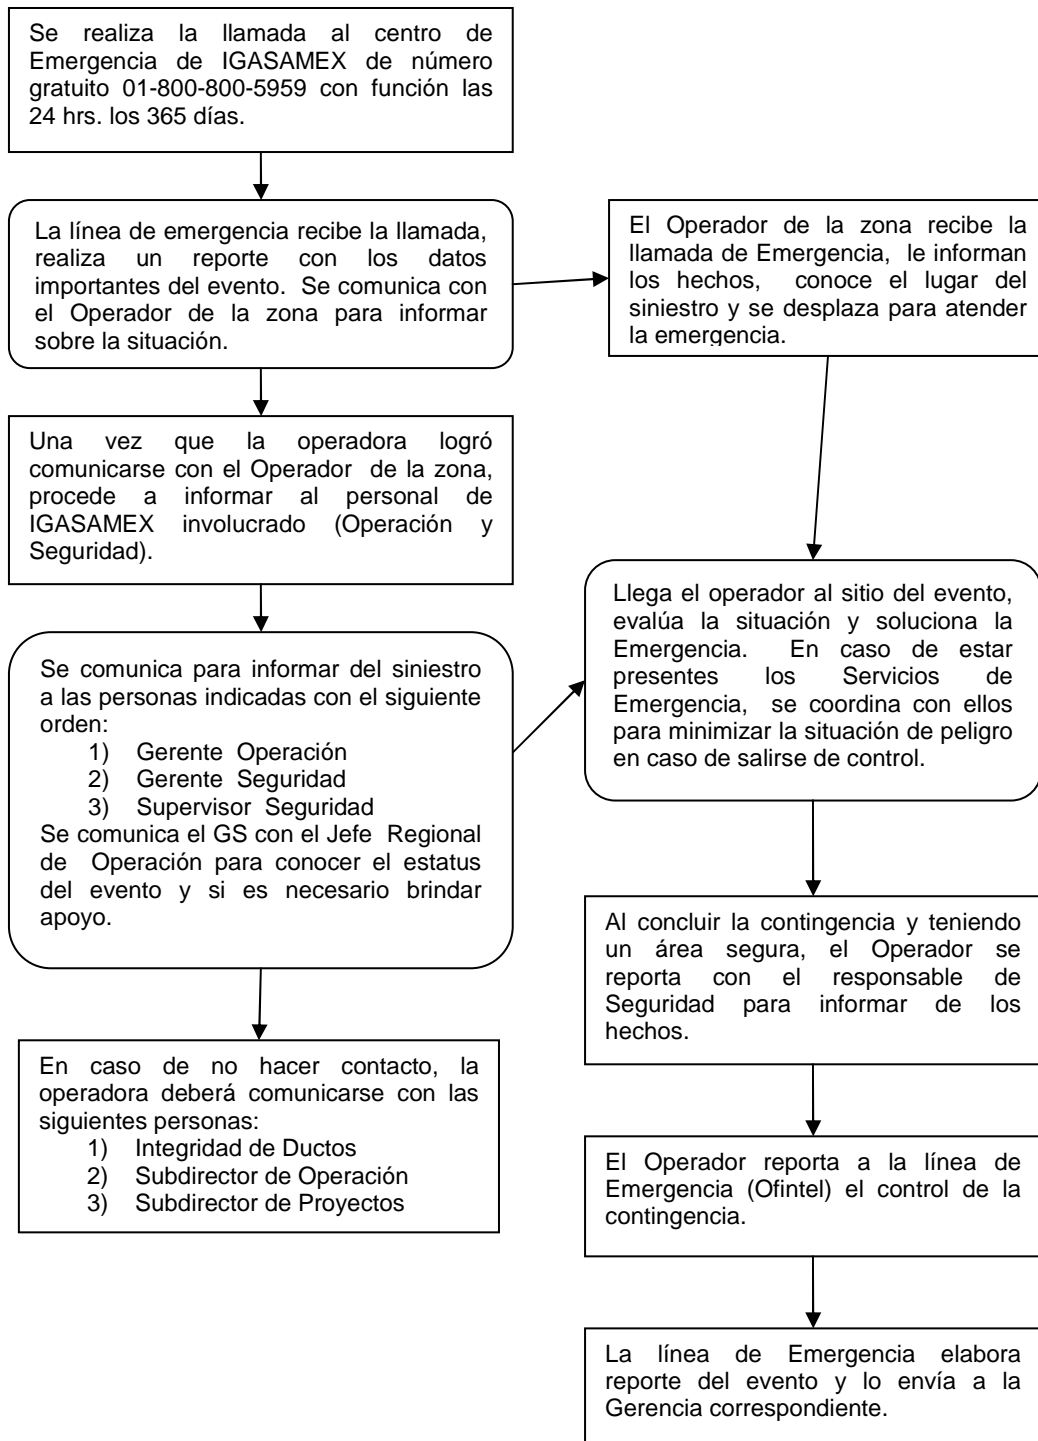 Se realiza la llamada al centro de
Emergencia de IGASAMEX de número
gratuito 01-800-800-5959 con función las
24 hrs. los 365 días.
La línea de emergencia recibe la llamada,
realiza un reporte con los datos
importantes del evento. Se comunica con
el Operador de la zona para informar
sobre la situación.
El Operador de la zona recibe la
llamada de Emergencia, le informan
los hechos, conoce el lugar del
siniestro y se desplaza para atender
la emergencia.
Una vez que la operadora logró
comunicarse con el Operador de la zona,
procede a informar al personal de
IGASAMEX involucrado (Operación y
Seguridad).
Se comunica para informar del siniestro
a las personas indicadas con el siguiente
orden:
1) Gerente Operación
2) Gerente Seguridad
3) Supervisor Seguridad
Se comunica el GS con el Jefe Regional
de Operación para conocer el estatus
del evento y si es necesario brindar
apoyo.
En caso de no hacer contacto, la
operadora deberá comunicarse con las
siguientes personas:
1) Integridad de Ductos
2) Subdirector de Operación
3) Subdirector de Proyectos
Llega el operador al sitio del evento,
evalúa la situación y soluciona la
Emergencia. En caso de estar
presentes los Servicios de
Emergencia, se coordina con ellos
para minimizar la situación de peligro
en caso de salirse de control.
Al concluir la contingencia y teniendo
un área segura, el Operador se
reporta con el responsable de
Seguridad para informar de los
hechos.
El Operador reporta a la línea de
Emergencia (Ofintel) el control de la
contingencia.
La línea de Emergencia elabora
reporte del evento y lo envía a la
Gerencia correspondiente.